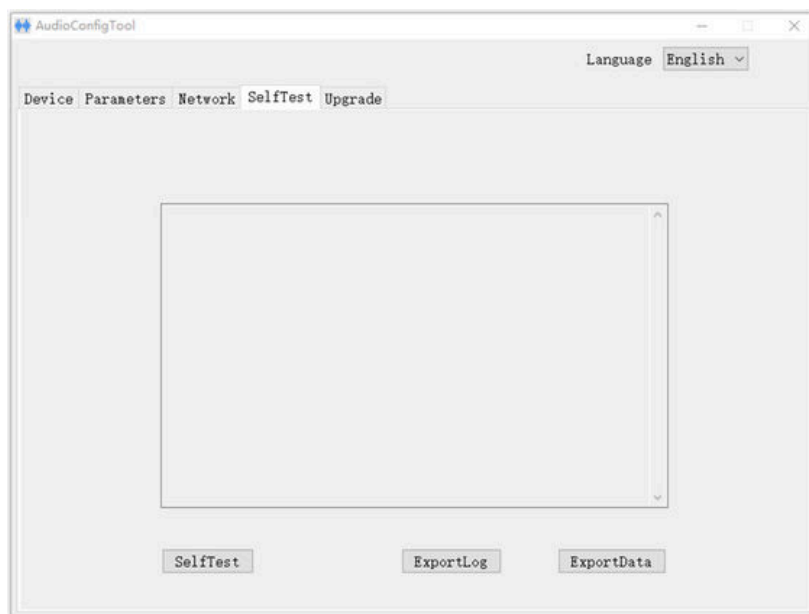 AudioConfigTool
Language English
Device Parameters Network SelfTest Upgrade
SelfTest ExportLog ExportData